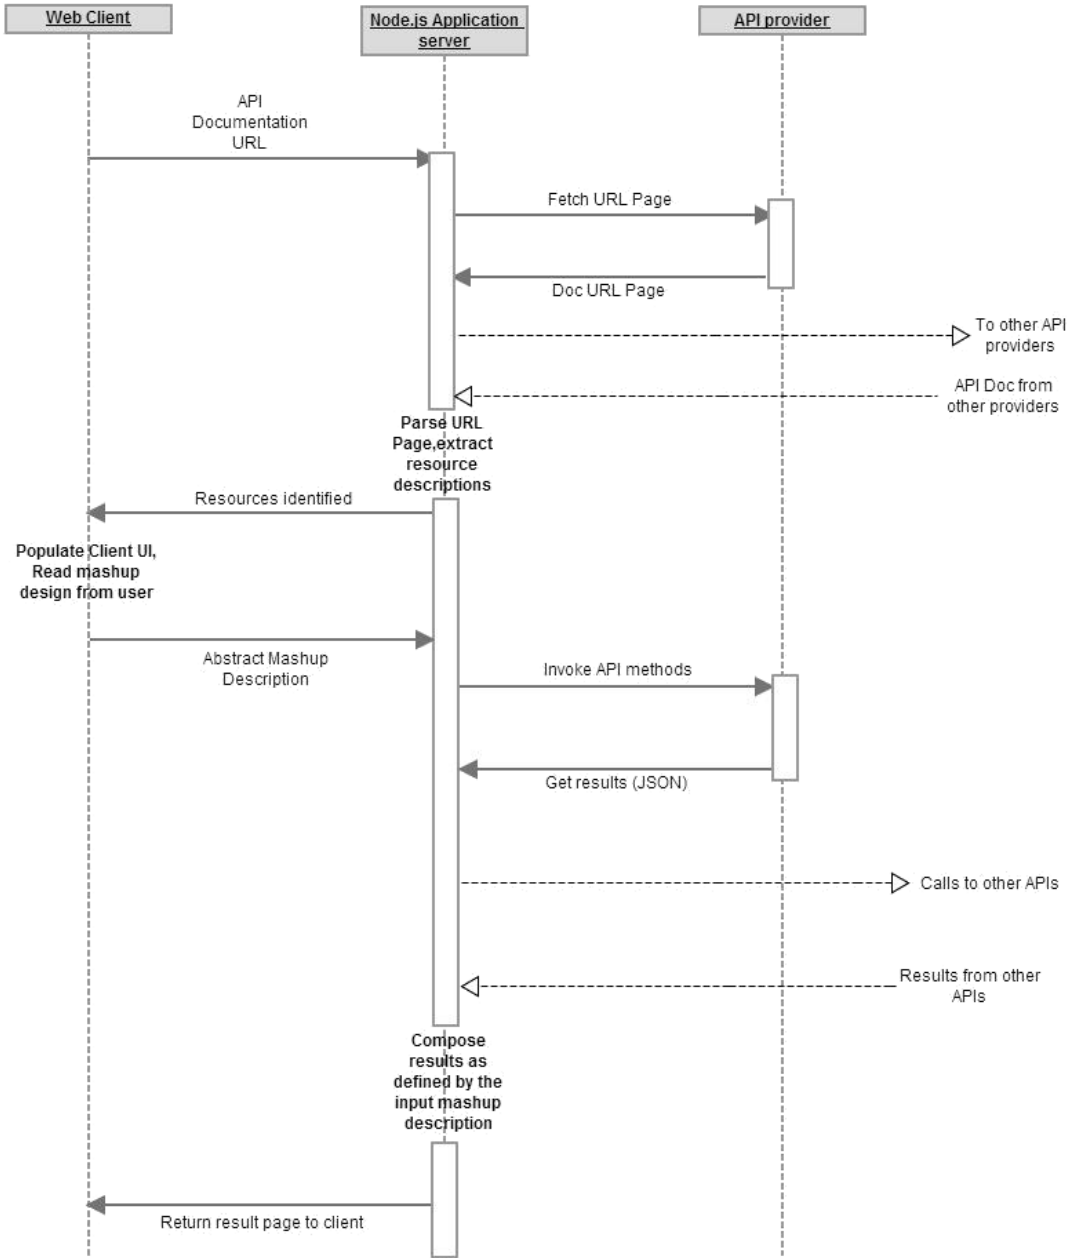 Web Client
Node.js Application
server
API provider
API
Documentation
URL
Fetch URL Page
Doc URL Page
To other API
providers
API Doc from
other providers
Parse URL
Page,extract
resource
descriptions
Resources identified
Populate Client UI,
Read mashup
design from user
Abstract Mashup
Description
Invoke API methods
Get results (JSON)
Calls to other APIs
Results from other
APIs
Compose
results as
defined by the
input mashup
description
Return result page to client